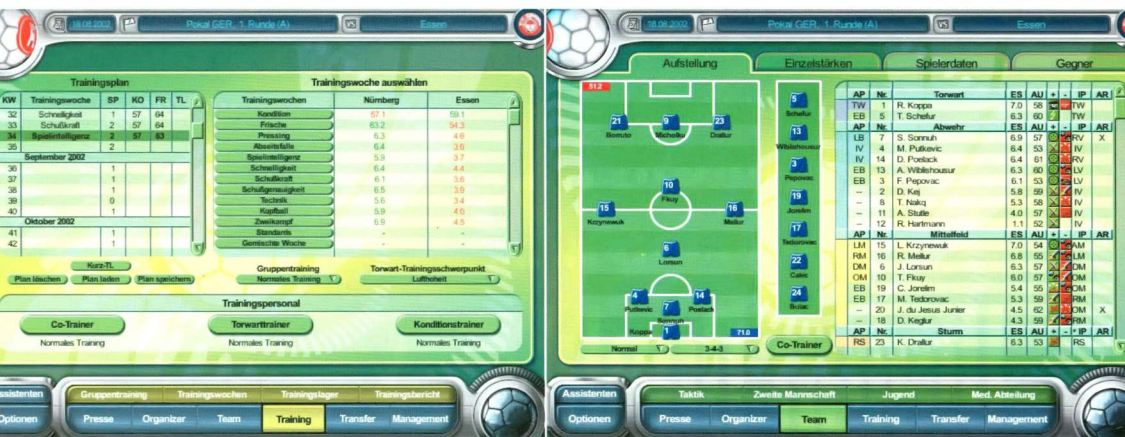 18.08.2002 Pokal GER. 1. Runde (A) VS Essen
Trainingsplan
KW Trainingswoche SP KO FR TL
32 Schnelligkeit 1 57 64
33 Schußkraft 2 57 64
34 Spielintelligenz 2 57 63
35 2
September 2002
36 1
37 1
38 1
39 0
40 1
Oktober 2002
41 1
42 1
Kurz-TL
Plan löschen Plan laden Plan speichern
Trainingswoche auswählen
Trainingswochen Nürnberg Essen
Kondition 57.1 59.1
Frische 63.2 54.3
Pressing 6.3 4.6
Abseitsfalle 6.4 3.6
Spielintelligenz 5.9 3.7
Schnelligkeit 6.4 4.4
Schußkraft 6.1 3.6
Schußgenauigkeit 6.5 3.9
Technik 5.6 3.4
Kopfball 5.9 4.0
Zweikampf 6.9 4.5
Standards - -
Gemischte Woche - -
Gruppentraining Torwart-Trainingsschwerpunkt
Normales Training Lufthoheit
Trainingspersonal
Co-Trainer Torwarttrainer Konditionstrainer
Normales Training Normales Training Normales Training
Assistenten Gruppentraining Trainingswochen Trainingslager Trainingsbericht
Optionen Presse Organizer Team Training Transfer Management
18.08.2002 Pokal GER. 1. Runde (A) VS Essen
Aufstellung Einzelstärken Spielerdaten Gegner
51.2
21 9 23
Michelku Drallur
10
Fkuy
15 16
Krzynewuk Mellur
6
Lorsun
4 14
Putkevic Poelack
7
Sonnuh
Koppa 1
71.0
Normal 3-4-3
5
Schefur
13
Wiblishousur
3
Pepovac
19
Jorelim
17
Tedorovac
22
24
Co-Trainer
AP Nr. Torwart ES AU + - IP AR
TW 1 R. Koppa 7.0 58 TW
EB 5 T. Schefur 6.3 60 TW
AP Nr. Abwehr ES AU + - IP AR
LB 7 S. Sonnuh 6.9 57 RV X
IV 4 M. Putkevic 6.4 53 IV
IV 14 D. Poelack 6.4 61 RV
EB 13 A. Wiblishousur 6.3 60 LV
EB 3 F. Pepovac 6.1 53 LV
-- 2 D. Kej 5.8 59 IV
-- 8 T. Nakq 5.3 58 IV
-- 11 A. Stutle 4.0 57 IV
-- 12 R. Hartmann 1.1 52 IV
AP Nr. Mittelfeld ES AU + - IP AR
LM 15 L. Krzynewuk 7.0 54 AM
RM 16 R. Mellur 6.8 55 LM
DM 6 J. Lorsun 6.3 57 DM
OM 10 T. Fkuy 6.0 57 OM
EB 19 C. Jorelim 5.4 55 OM
EB 17 M. Tedorovac 5.3 59 RM
-- 20 J. du Jesus Junier 4.5 62 OM X
-- 18 D. Keglur 4.3 59 RM
AP Nr. Sturm ES AU + - IP AR
RS 23 K. Drallur 6.3 53 RS
Assistenten Taktik Zweite Mannschaft Jugend Med. Abteilung
Optionen Presse Organizer Team Training Transfer Management